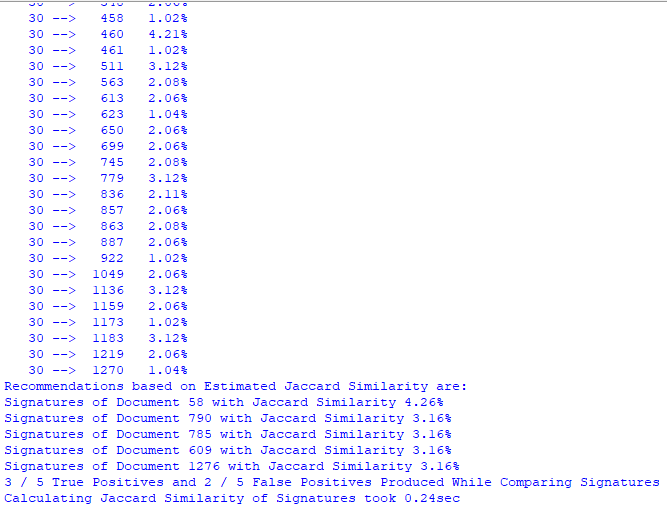 30 --> 458 1.02%
30 --> 460 4.21%
30 --> 461 1.02%
30 --> 511 3.12%
30 --> 563 2.08%
30 --> 613 2.06%
30 --> 623 1.04%
30 --> 650 2.06%
30 --> 699 2.06%
30 --> 745 2.08%
30 --> 779 3.12%
30 --> 836 2.11%
30 --> 857 2.06%
30 --> 863 2.08%
30 --> 887 2.06%
30 --> 922 1.02%
30 --> 1049 2.06%
30 --> 1136 3.12%
30 --> 1159 2.06%
30 --> 1173 1.02%
30 --> 1183 3.12%
30 --> 1219 2.06%
30 --> 1270 1.04%
Recommendations based on Estimated Jaccard Similarity are:
Signatures of Document 58 with Jaccard Similarity 4.26%
Signatures of Document 790 with Jaccard Similarity 3.16%
Signatures of Document 785 with Jaccard Similarity 3.16%
Signatures of Document 609 with Jaccard Similarity 3.16%
Signatures of Document 1276 with Jaccard Similarity 3.16%
3 / 5 True Positives and 2 / 5 False Positives Produced While Comparing Signatures
Calculating Jaccard Similarity of Signatures took 0.24sec